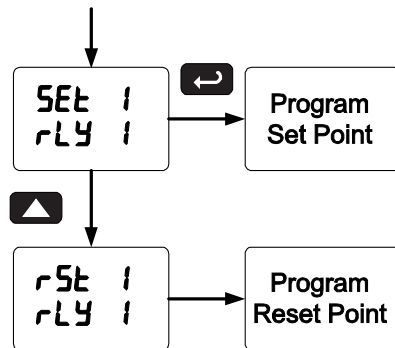 SEt 1
rLY 1
Program
Set Point
rSt 1
rLY 1
Program
Reset Point